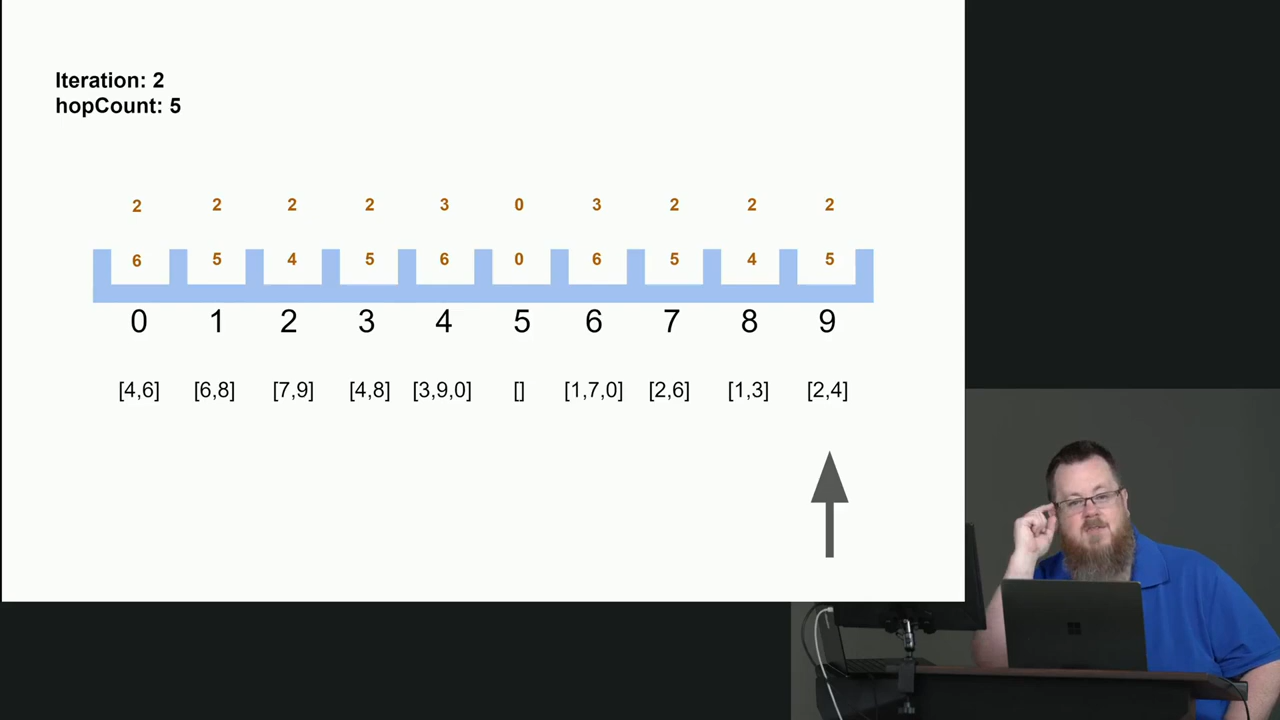 Iteration: 2
hopCount: 5
2 2 2 2 3 0 3 2 2 2
6 5 4 5 6 0 6 5 4 5
0 1 2 3 4 5 6 7 8 9
[4,6] [6,8] [7,9] [4,8] [3,9,0] [] [1,7,0] [2,6] [1,3] [2,4]